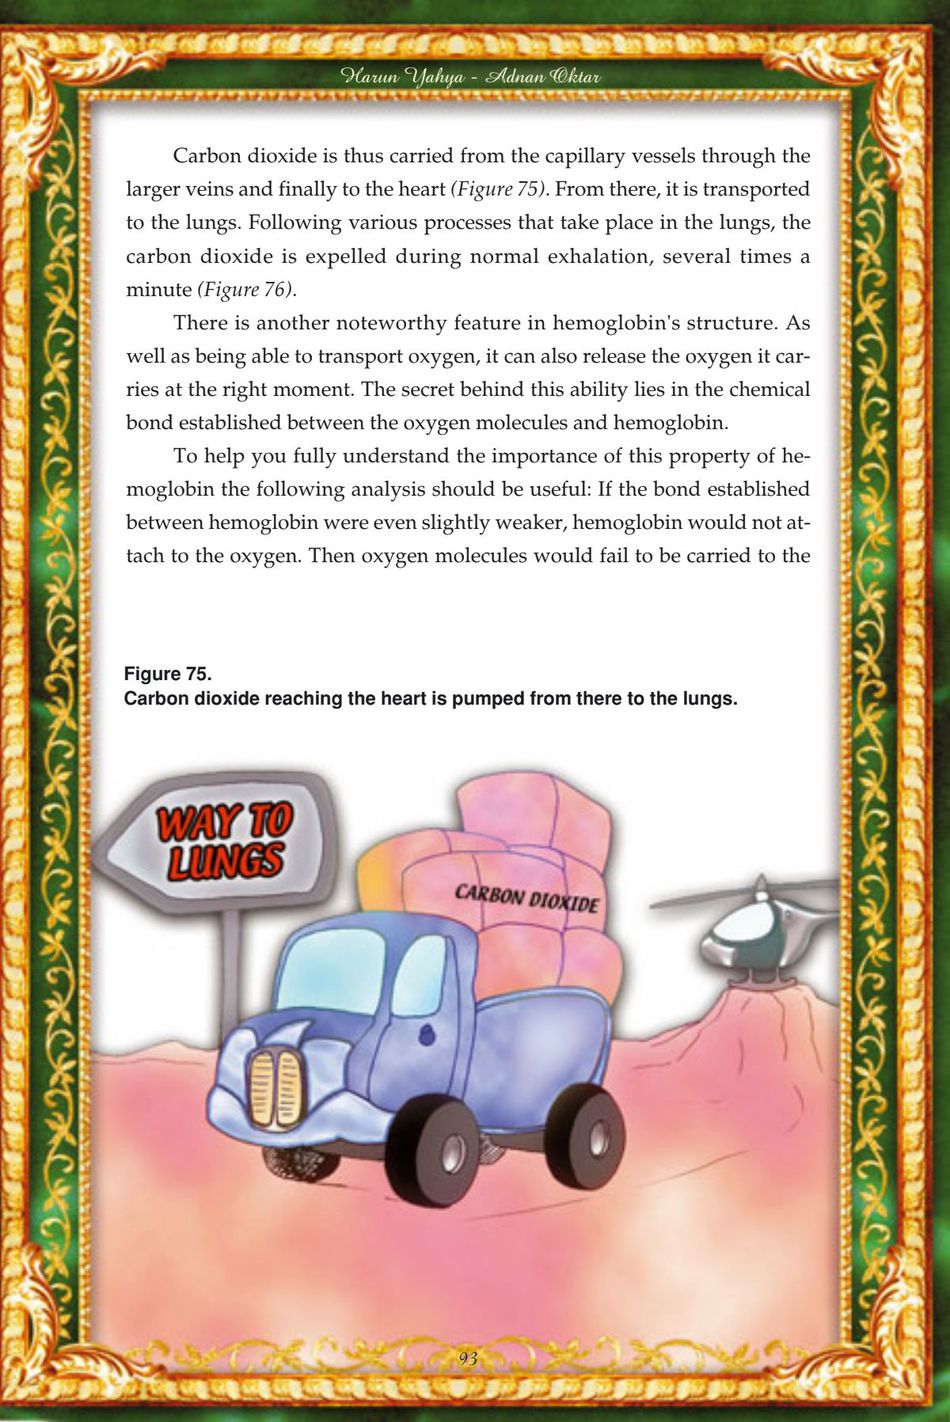 Harun Yahya - Adnan Oktar
Carbon dioxide is thus carried from the capillary vessels through the
larger veins and finally to the heart (Figure 75). From there, it is transported
to the lungs. Following various processes that take place in the lungs, the
carbon dioxide is expelled during normal exhalation, several times a
minute (Figure 76).
There is another noteworthy feature in hemoglobin's structure. As
well as being able to transport oxygen, it can also release the oxygen it car-
ries at the right moment. The secret behind this ability lies in the chemical
bond established between the oxygen molecules and hemoglobin.
To help you fully understand the importance of this property of he-
moglobin the following analysis should be useful: If the bond established
between hemoglobin were even slightly weaker, hemoglobin would not at-
tach to the oxygen. Then oxygen molecules would fail to be carried to the
Figure 75.
Carbon dioxide reaching the heart is pumped from there to the lungs.
WAY TO
LUNGS
CARBON DIOXIDE
93